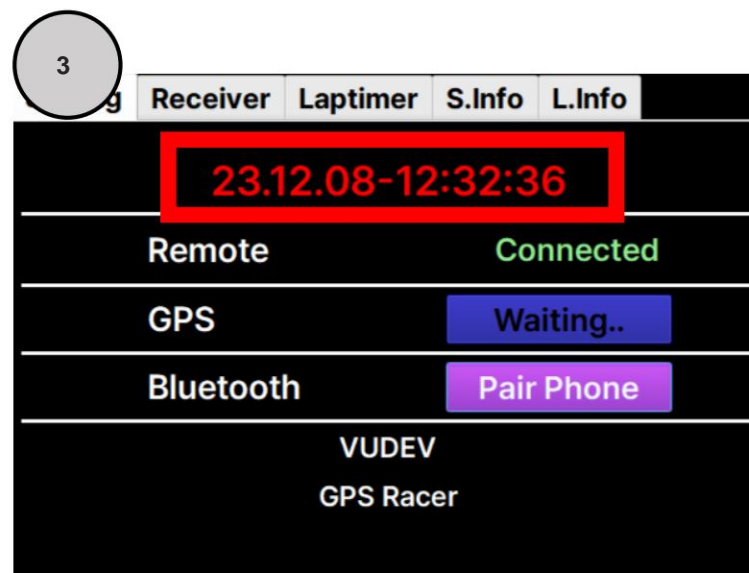 3
Receiver Laptimer S.Info L.Info
23.12.08-12:32:36
Remote Connected
GPS Waiting..
Bluetooth Pair Phone
VUDEV
GPS Racer